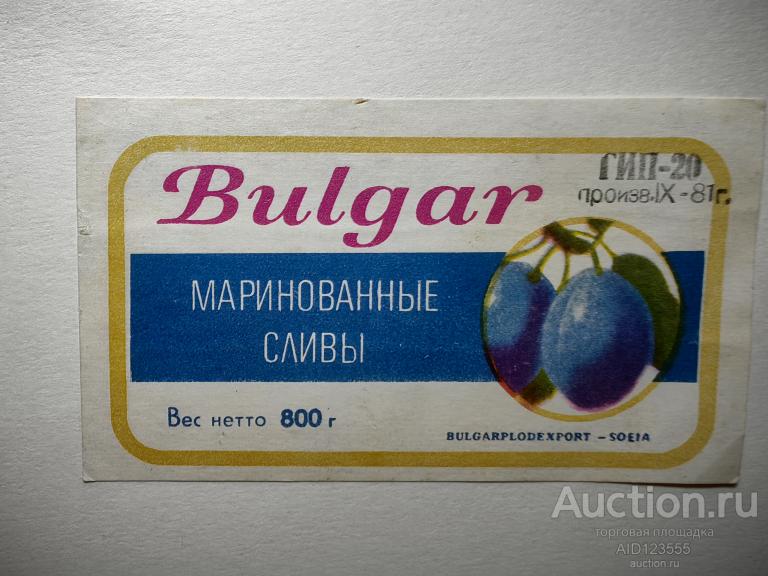 Bulgar
ГИП-20
произв.IX-81г.
МАРИНОВАННЫЕ
СЛИВЫ
Вес нетто 800 г
BULGARPLODEXPORT – SOFIA
Auction.ru
торговая площадка
AID123555
auction.ru